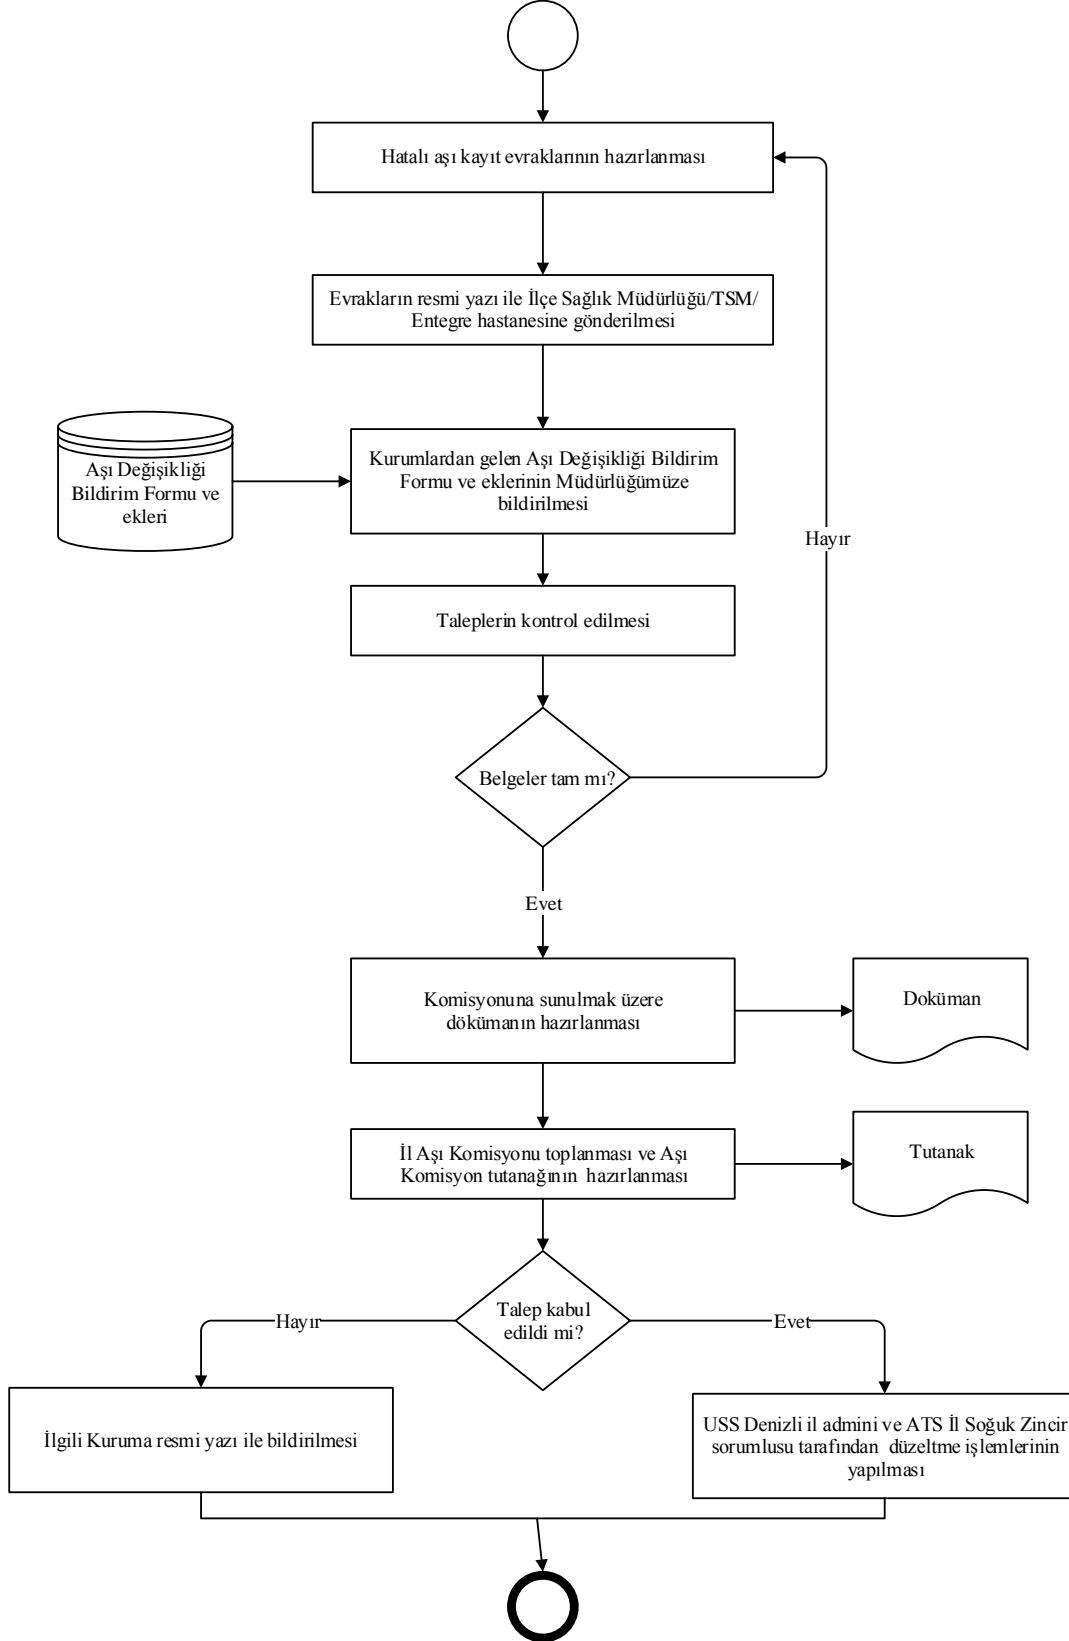 Hatalı aşı kayıt evraklarının hazırlanması
Evrakların resmi yazı ile İlçe Sağlık Müdürlüğü/TSM/
Entegre hastanesine gönderilmesi
Aşı Değişikliği
Bildirim Formu ve
ekleri
Kurumlardan gelen Aşı Değişikliği Bildirim
Formu ve eklerinin Müdürlüğümüze
bildirilmesi
Hayır
Taleplerin kontrol edilmesi
Belgeler tam mı?
Evet
Komisyonuna sunulmak üzere
dökümanın hazırlanması
Doküman
İl Aşı Komisyonu toplanması ve Aşı
Komisyon tutanağının  hazırlanması
Tutanak
Talep kabul
edildi mi?
Hayır
Evet
İlgili Kuruma resmi yazı ile bildirilmesi
USS Denizli il admini ve ATS İl Soğuk Zincir
sorumlusu tarafından  düzeltme işlemlerinin
yapılması